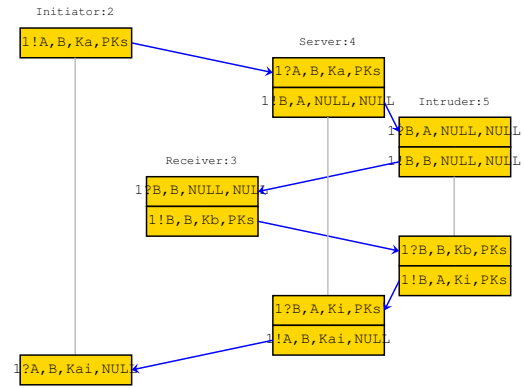 Initiator:2
1!A,B,Ka,PKs
Server:4
1?A,B,Ka,PKs
1!B,A,NULL,NULL
Intruder:5
1?B,A,NULL,NULL
1!B,B,NULL,NULL
Receiver:3
1?B,B,NULL,NULL
1!B,B,Kb,PKs
1?B,B,Kb,PKs
1!B,A,Ki,PKs
1?B,A,Ki,PKs
1!A,B,Kai,NULL
1?A,B,Kai,NULL